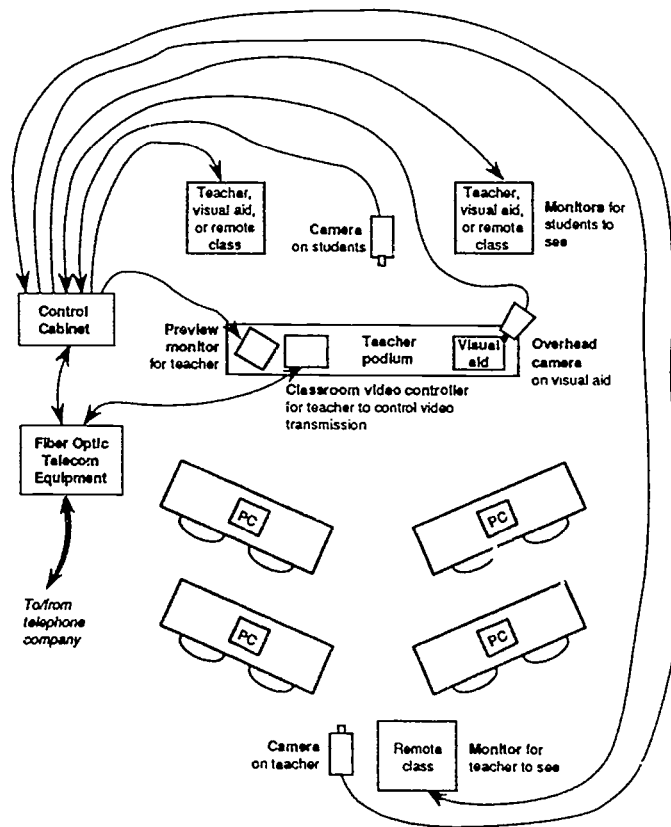 Teacher,
visual aid,
or remote
class
Camera
on students
Teacher,
visual aid,
or remote
class
Monitors for
students to
see
Control
Cabinet
Preview
monitor
for teacher
Teacher
podium
Visual
aid
Overhead
camera
on visual aid
Classroom video controller
for teacher to control video
transmission
Fiber Optic
Telecom
Equipment
PC
PC
To/from
telephone
company
PC
PC
Camera
on teacher
Remote
class
Monitor for
teacher to see